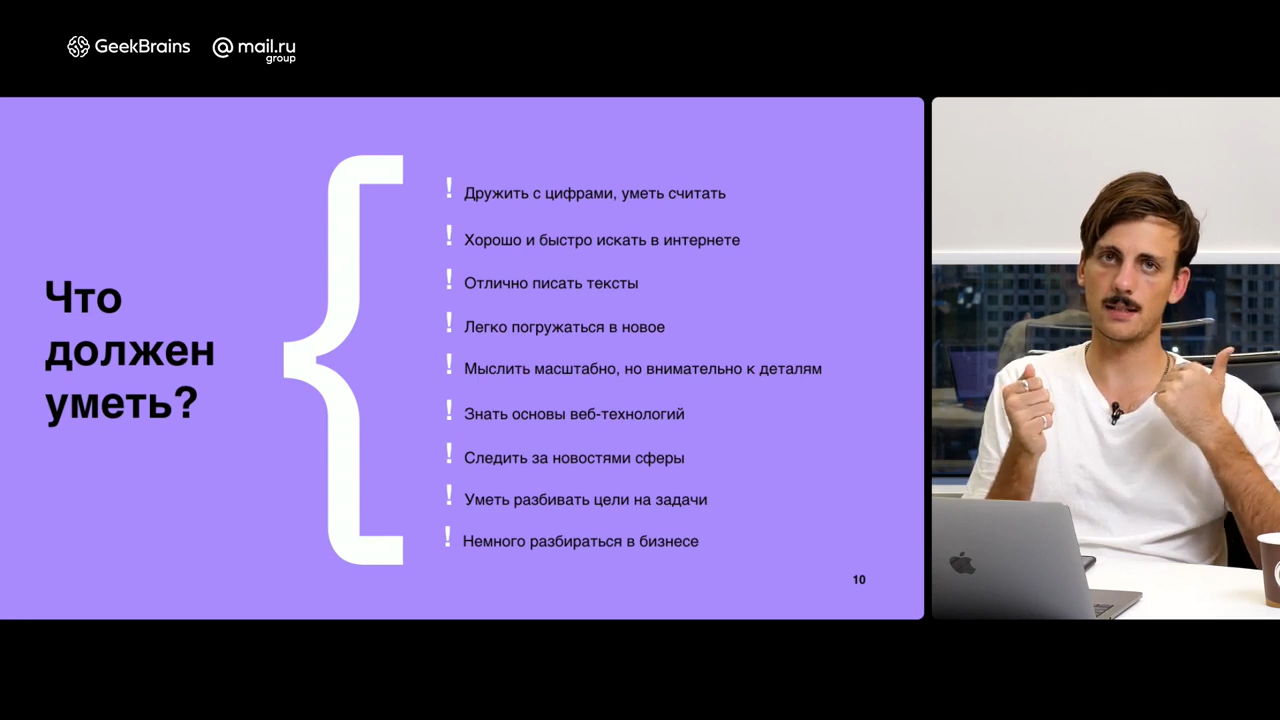 GeekBrains
@mail.ru
group
Что
должен
уметь?
! Дружить с цифрами, уметь считать
! Хорошо и быстро искать в интернете
! Отлично писать тексты
! Легко погружаться в новое
! Мыслить масштабно, но внимательно к деталям
! Знать основы веб-технологий
! Следить за новостями сферы
! Уметь разбивать цели на задачи
! Немного разбираться в бизнесе
10